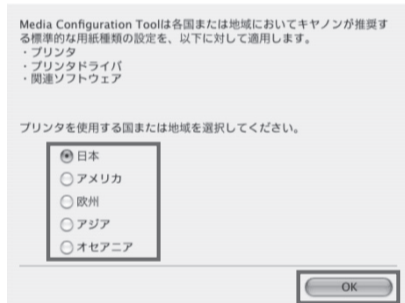 Media Configuration Toolは各国または地域においてキヤノンが推奨す
る標準的な用紙種類の設定を、以下に対して適用します。
・プリンタ
・プリンタドライバ
・関連ソフトウェア
プリンタを使用する国または地域を選択してください。
日本
アメリカ
欧州
アジア
オセアニア
OK